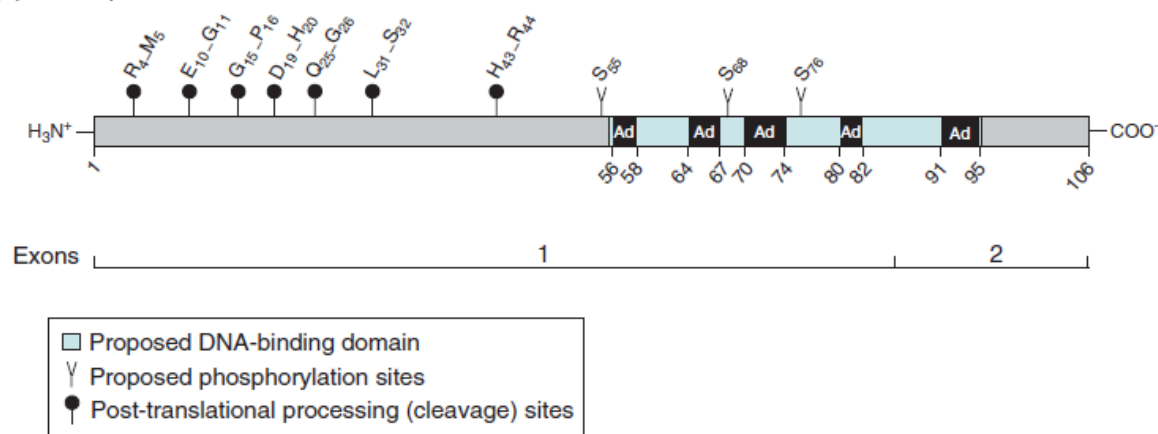 R4_M5 E10_G11 G15_P16 D19_H20 Q25_G26 L31_S32 H43_R44 S55 S68 S76
H3N+ Ad Ad Ad Ad Ad COO-
1 56 58 64 67 70 74 80 82 91 95 106
Exons 1 2
Proposed DNA-binding domain
Proposed phosphorylation sites
Post-translational processing (cleavage) sites